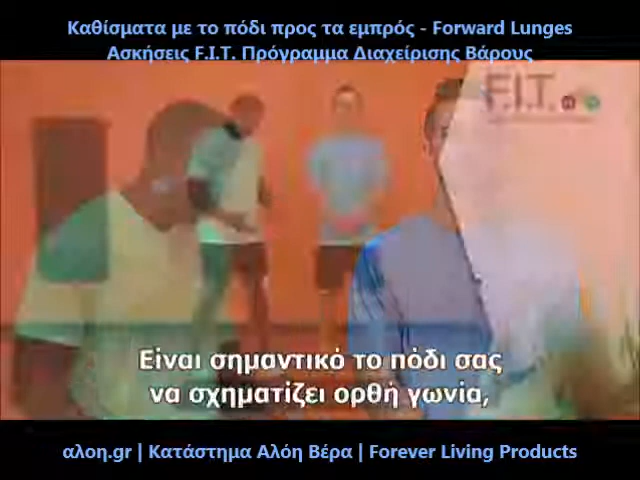 Καθίσματα με το πόδι προς τα εμπρός - Forward Lunges
Ασκήσεις F.I.T. Πρόγραμμα Διαχείρισης Βάρους
F.I.T.
Είναι σημαντικό το πόδι σας
να σχηματίζει ορθή γωνία,
αλοη.gr | Κατάστημα Αλόη Βέρα | Forever Living Products